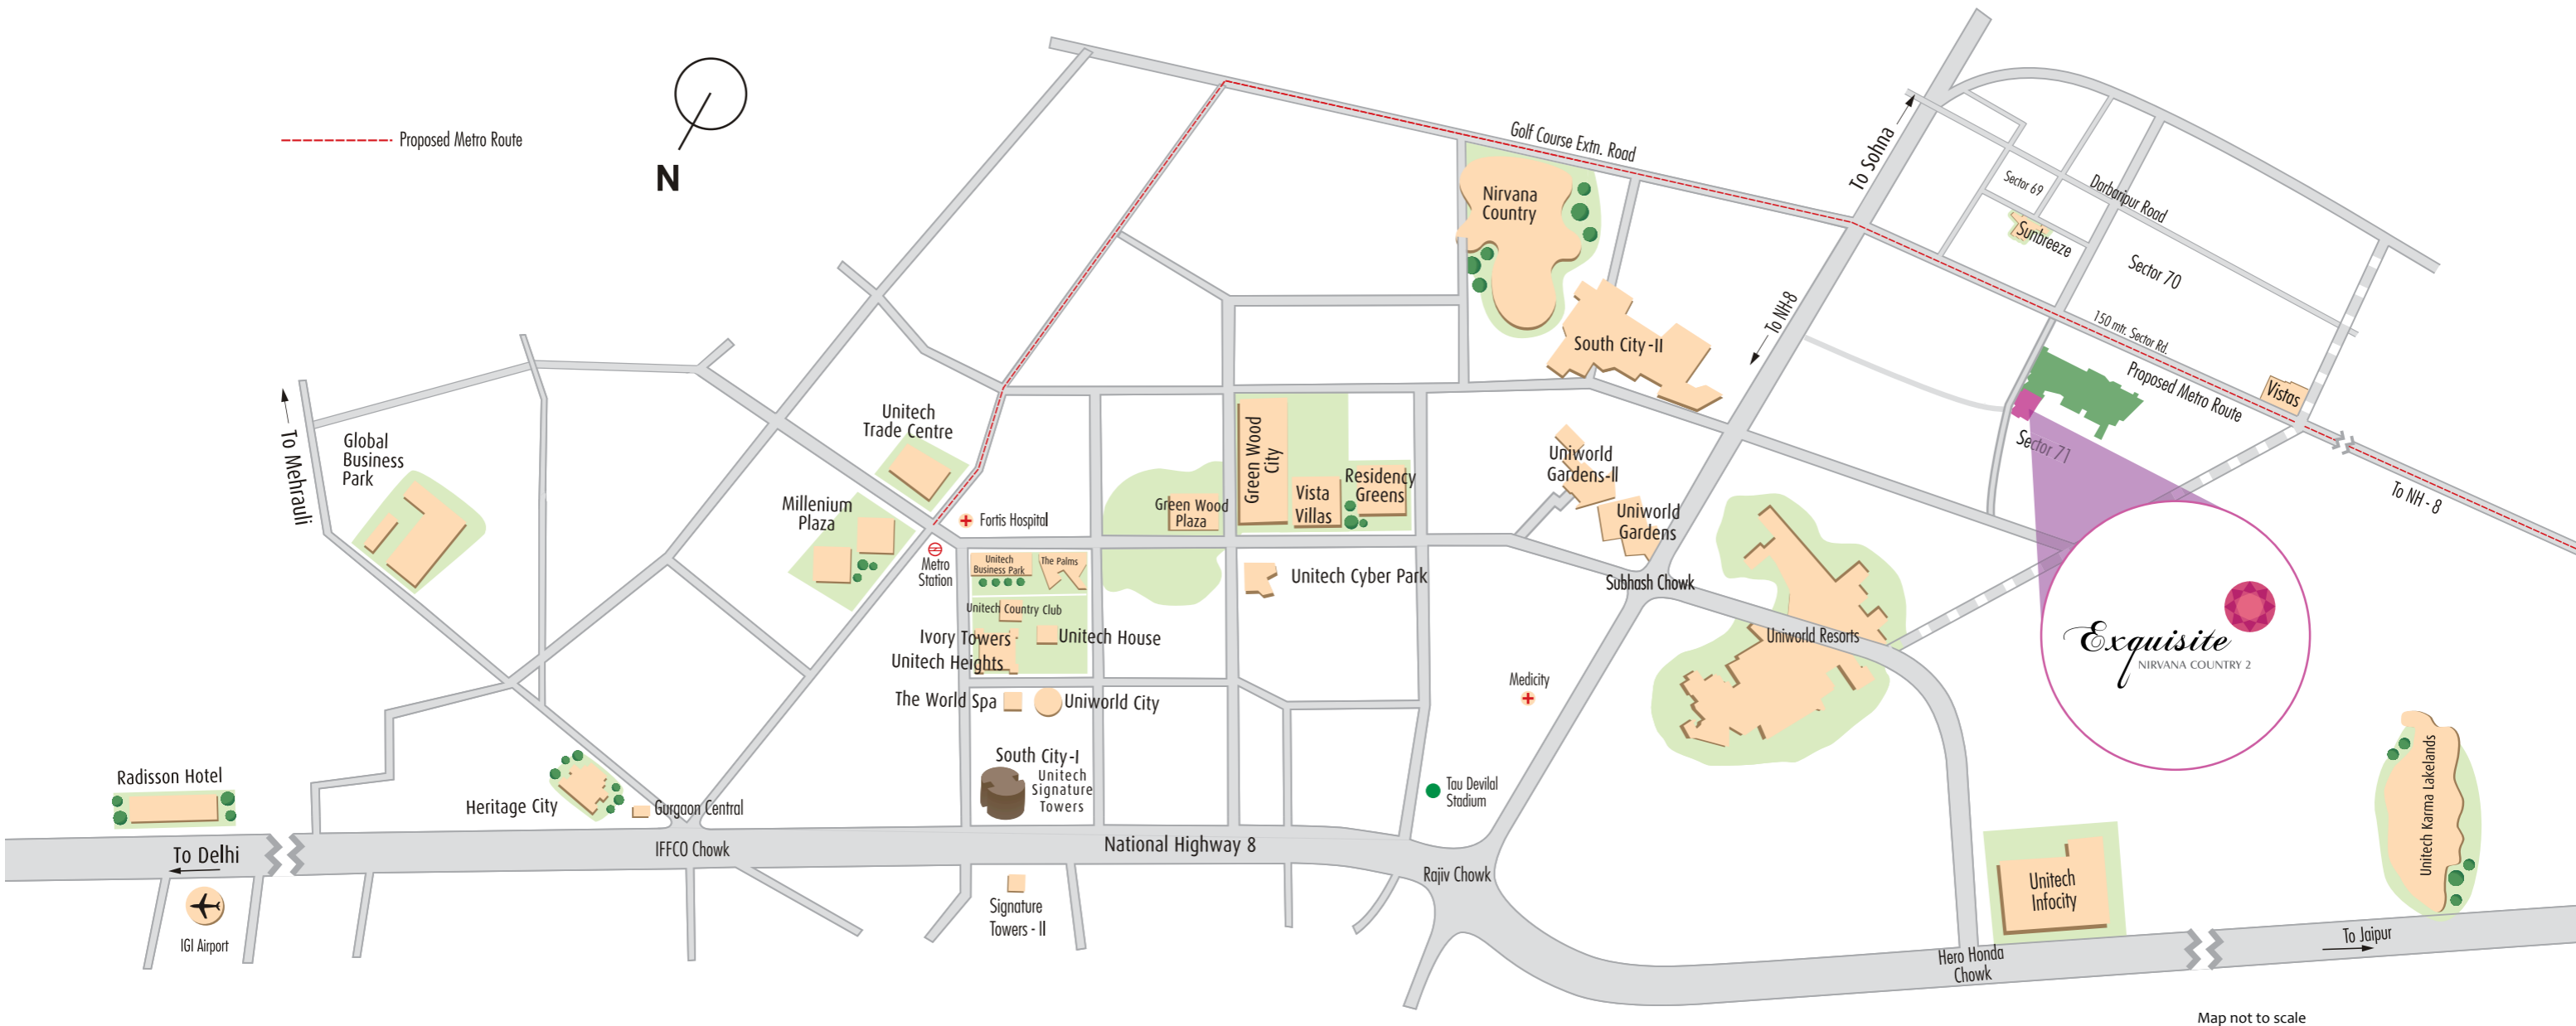 Proposed Metro Route
N
Golf Course Extn. Road
To Sohna
To NH-8
Sector 69
Darbaripur Road
Sunbreeze
Sector 70
150 mtr. Sector Rd.
Proposed Metro Route
Vistas
To NH - 8
Sector 71
Nirvana
Country
South City -II
To Mehrauli
Global
Business
Park
Unitech
Trade Centre
Millenium
Plaza
Fortis Hospital
Metro
Station
Unitech
Business Park
The Palms
Unitech Country Club
Ivory Towers
Unitech House
Unitech Heights
The World Spa
Uniworld City
South City-I
Unitech
Signature
Towers
Green Wood
Plaza
Green Wood
City
Vista
Villas
Residency
Greens
Unitech Cyber Park
Uniworld
Gardens-II
Uniworld
Gardens
Subhash Chowk
Uniworld Resorts
Medicity
Tau Devilal
Stadium
Exquisite
NIRVANA COUNTRY 2
Radisson Hotel
Heritage City
Gurgaon Central
To Delhi
IFFCO Chowk
National Highway 8
Rajiv Chowk
IGI Airport
Signature
Towers - II
Unitech
Infocity
Unitech Karma Lakelands
Hero Honda
Chowk
To Jaipur
Map not to scale